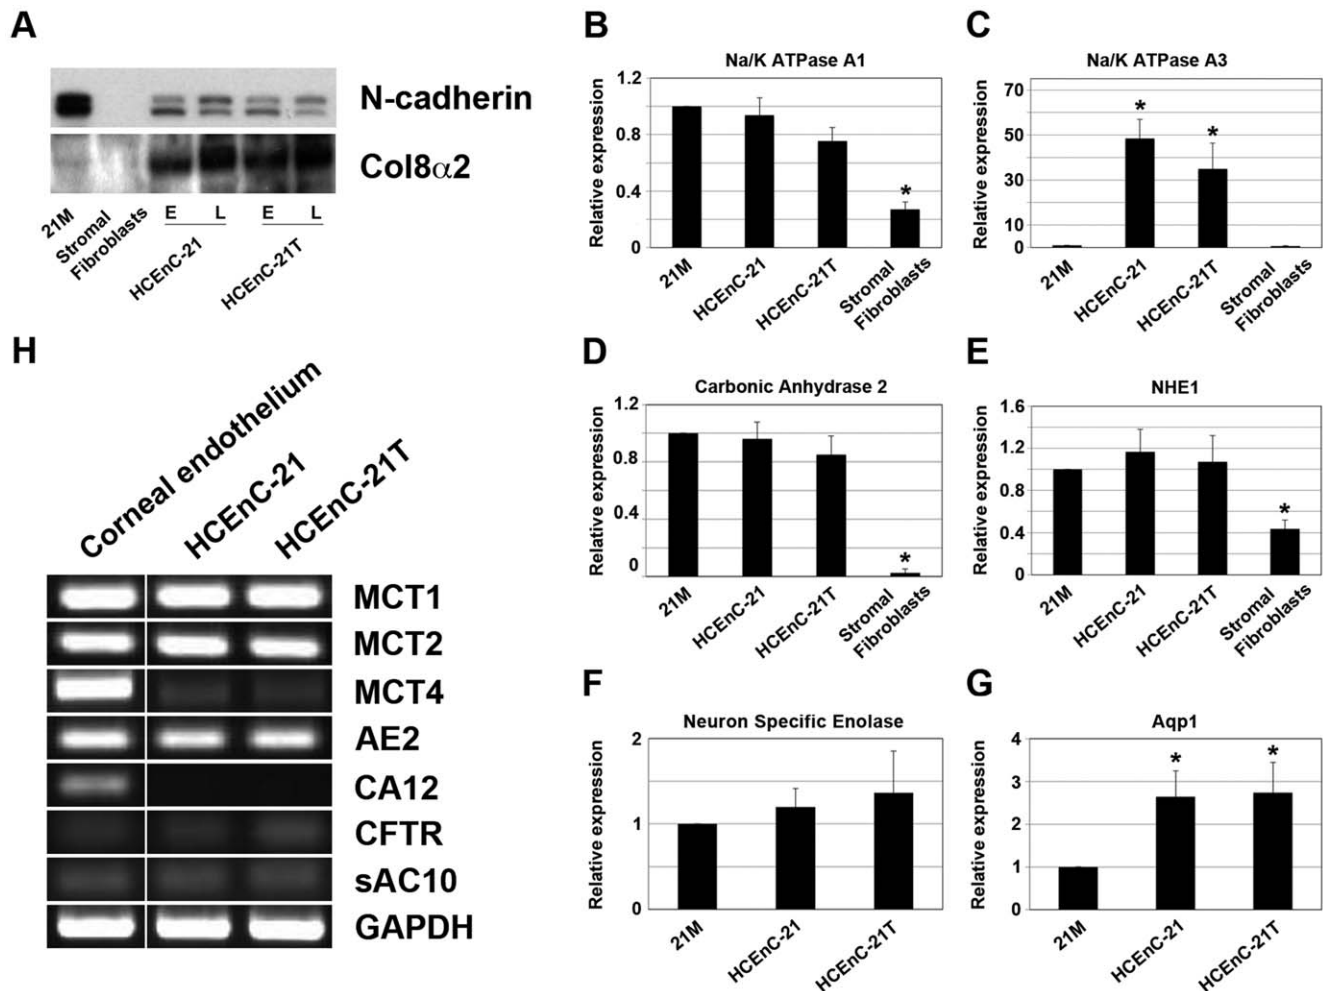 A
N-cadherin
Col8α2
21M
Stromal
Fibroblasts
E
L
E
L
HCEnC-21
HCEnC-21T
B
Na/K ATPase A1
Relative expression
1.2
0.8
0.4
0
*
21M
HCEnC-21
HCEnC-21T
Stromal
Fibroblasts
C
Na/K ATPase A3
Relative expression
70
50
30
10
0
*
*
21M
HCEnC-21
HCEnC-21T
Stromal
Fibroblasts
H
Corneal endothelium
HCEnC-21
HCEnC-21T
MCT1
MCT2
MCT4
AE2
CA12
CFTR
sAC10
GAPDH
D
Carbonic Anhydrase 2
Relative expression
1.2
0.8
0.4
0
*
21M
HCEnC-21
HCEnC-21T
Stromal
Fibroblasts
E
NHE1
Relative expression
1.6
1.2
0.8
0.4
0
*
21M
HCEnC-21
HCEnC-21T
Stromal
Fibroblasts
F
Neuron Specific Enolase
Relative expression
2
1
0
21M
HCEnC-21
HCEnC-21T
G
Aqp1
Relative expression
4
3
2
1
0
*
*
21M
HCEnC-21
HCEnC-21T